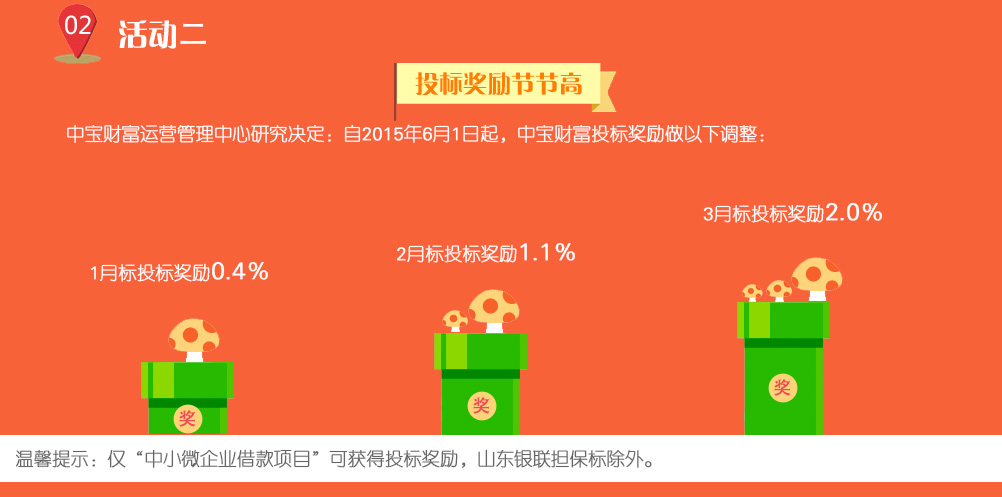 02
活动二
投标奖励节节高
中宝财富运营管理中心研究决定：自2015年6月1日起，中宝财富投标奖励做以下调整：
3月标投标奖励2.0%
2月标投标奖励1.1%
1月标投标奖励0.4%
奖
奖
奖
温馨提示：仅“中小微企业借款项目”可获得投标奖励，山东银联担保标除外。